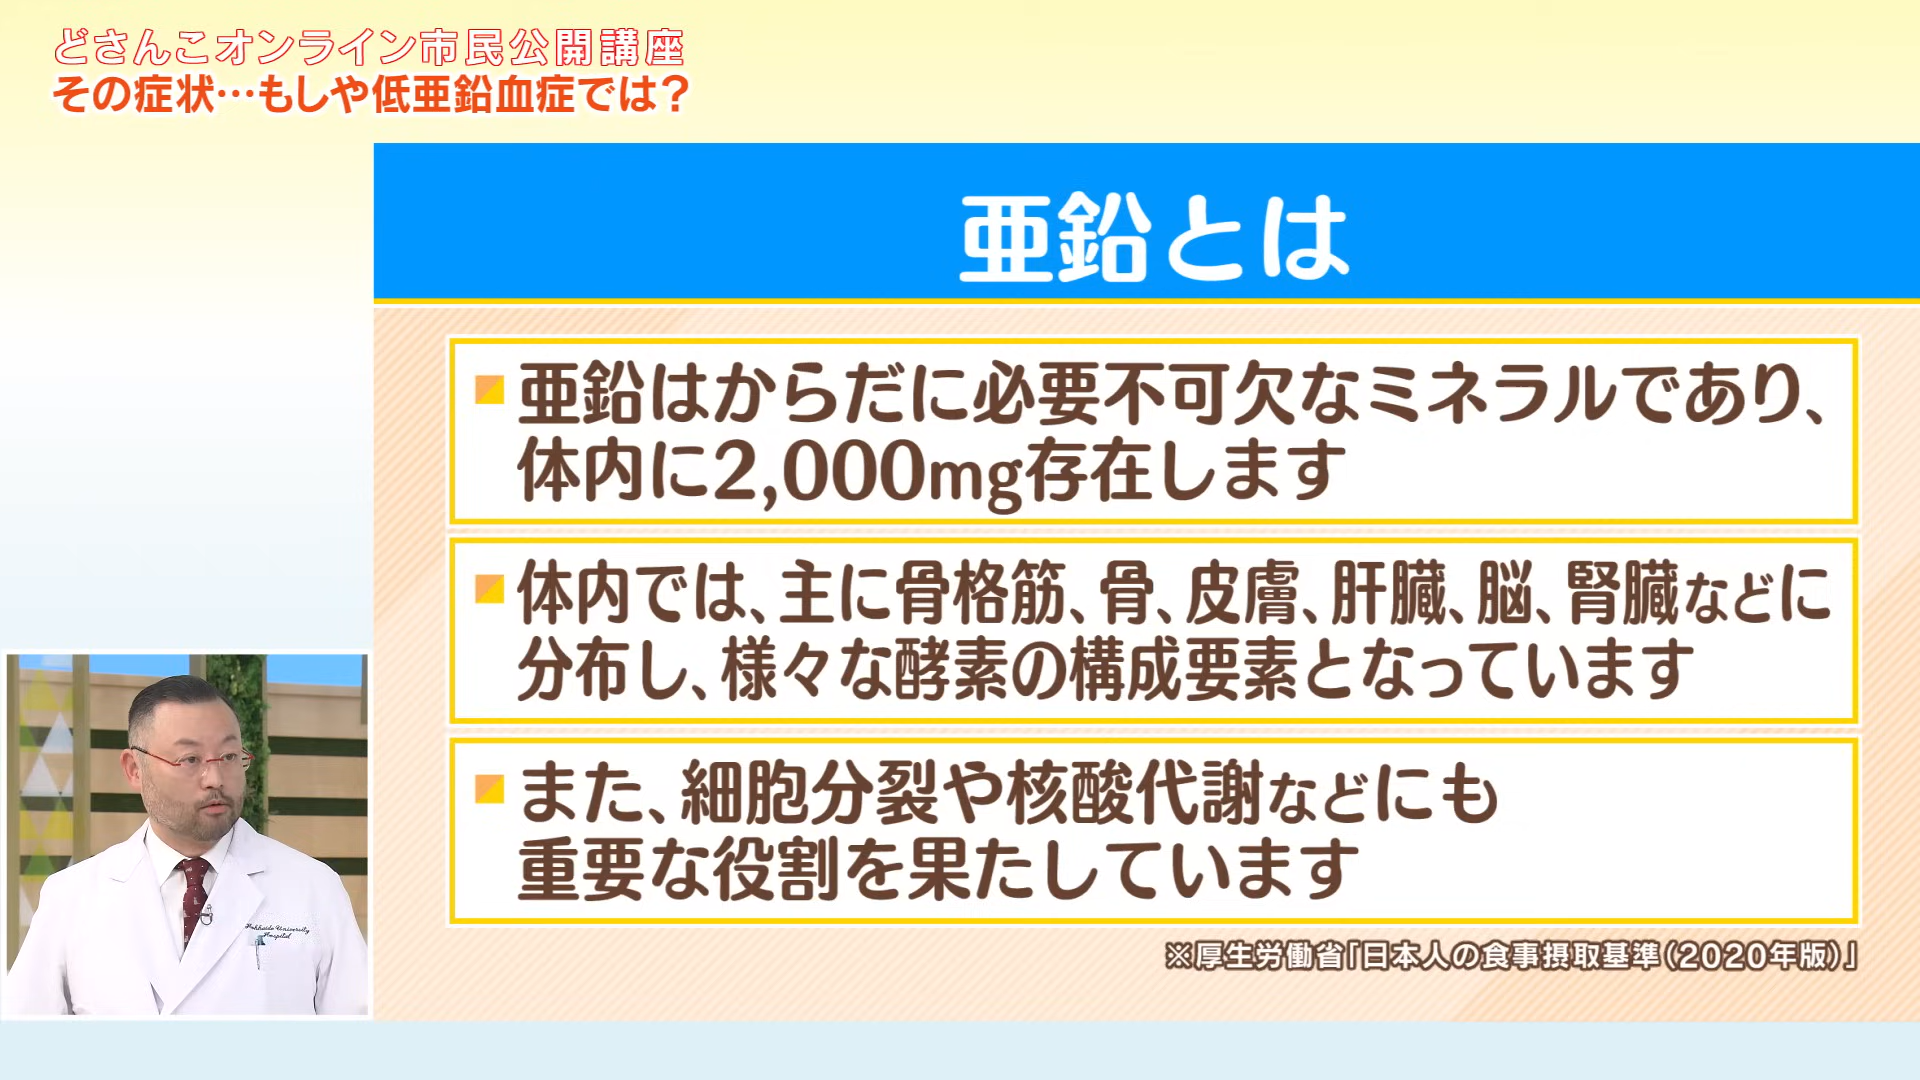 どさんこオンライン市民公開講座
その症状…もしや低亜鉛血症では？
亜鉛とは
亜鉛はからだに必要不可欠なミネラルであり、
体内に2,000mg存在します
体内では、主に骨格筋、骨、皮膚、肝臓、脳、腎臓などに
分布し、様々な酵素の構成要素となっています
また、細胞分裂や核酸代謝などにも
重要な役割を果たしています
※厚生労働省「日本人の食事摂取基準（2020年版）」
Hokkaido University
Hospital